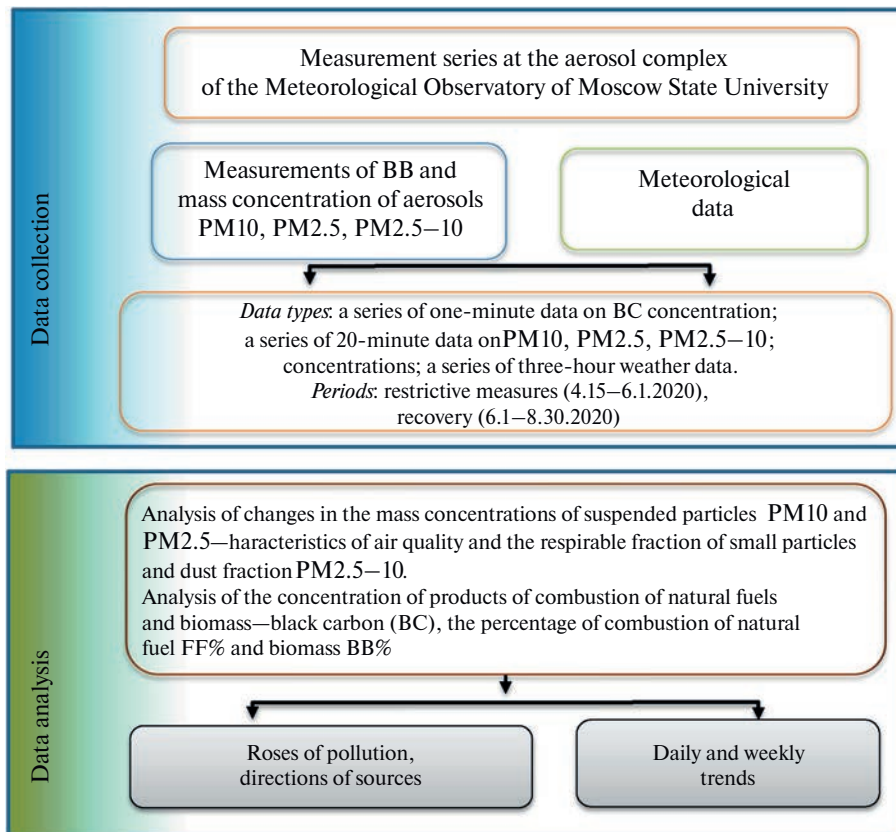 Data collection
Measurement series at the aerosol complex
of the Meteorological Observatory of Moscow State University
Measurements of BB and
mass concentration of aerosols
PM10, PM2.5, PM2.5–10
Meteorological
data
Data types: a series of one-minute data on BC concentration;
a series of 20-minute data on PM10, PM2.5, PM2.5–10;
concentrations; a series of three-hour weather data.
Periods: restrictive measures (4.15–6.1.2020),
recovery (6.1–8.30.2020)
Data analysis
Analysis of changes in the mass concentrations of suspended particles PM10 and
PM2.5—haracteristics of air quality and the respirable fraction of small particles
and dust fraction PM2.5–10.
Analysis of the concentration of products of combustion of natural fuels
and biomass—black carbon (BC), the percentage of combustion of natural
fuel FF% and biomass BB%
Roses of pollution,
directions of sources
Daily and weekly
trends